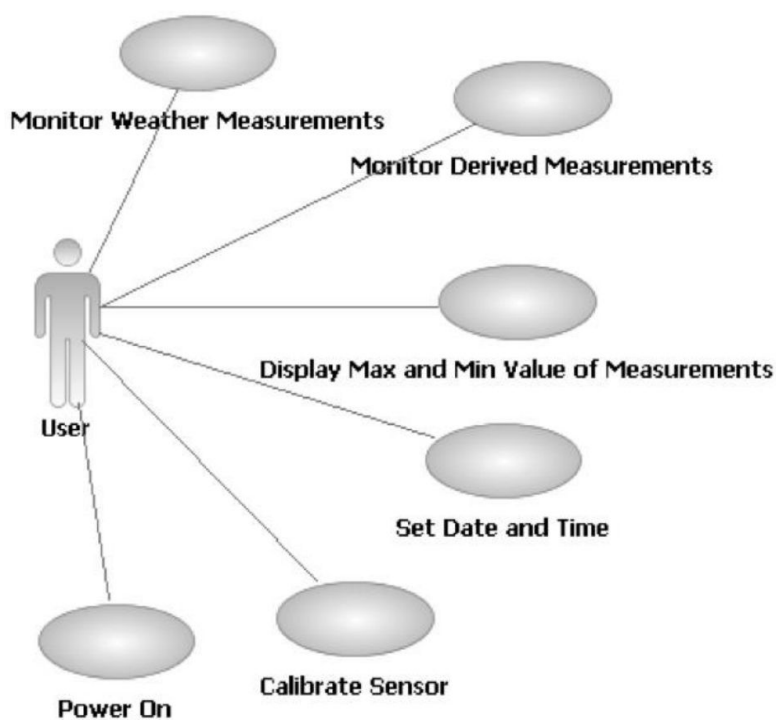 Monitor Weather Measurements
Monitor Derived Measurements
Display Max and Min Value of Measurements
User
Set Date and Time
Calibrate Sensor
Power On